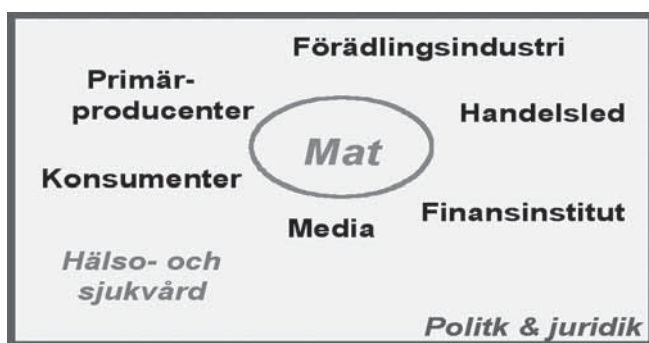 Förädlingsindustri
Primär-
producenter
Handelsled
Mat
Konsumenter
Finansinstitut
Media
Hälso- och
sjukvård
Politk & juridik